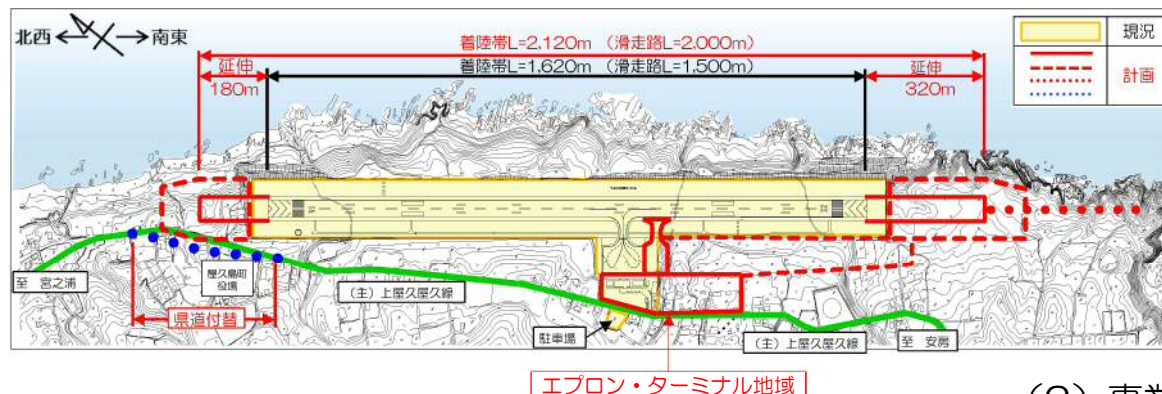 北西 南東
着陸帯L=2,120m （滑走路L=2,000m）
着陸帯L=1,620m （滑走路L=1,500m）
延伸
180m
延伸
320m
現況
計画
至 宮之浦
屋久島町
役場
（主）上屋久屋久線
県道付替
駐車場
（主）上屋久屋久線
至 安房
エプロン・ターミナル地域